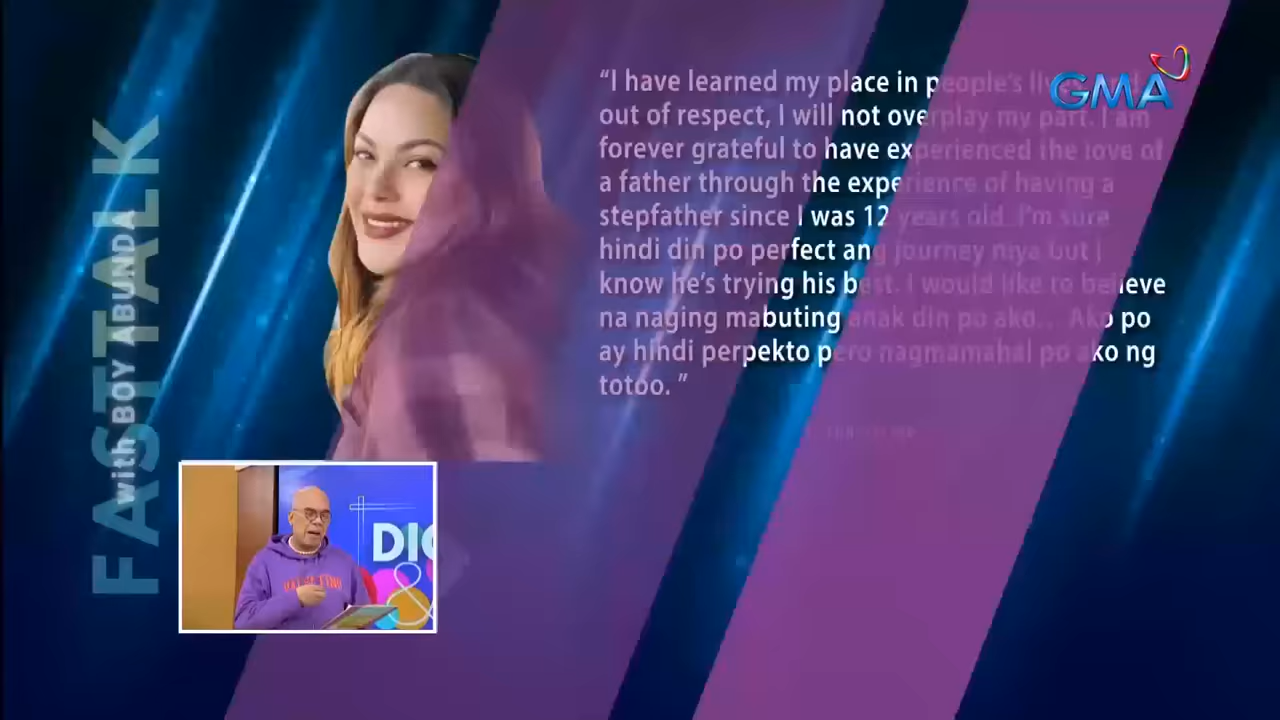 FAST TALK
with BOY ABUNDA
GMA
“I have learned my place in people's lives and
out of respect, I will not overplay my part. I am
forever grateful to have experienced the love of
a father through the experience of having a
stepfather since I was 12 years old. I'm sure
hindi din po perfect ang journey niya but I
know he's trying his best. I would like to believe
na naging mabuting anak din po ako... Ako po
ay hindi perpekto pero nagmamahal po ako ng
totoo. ”
DIG
&